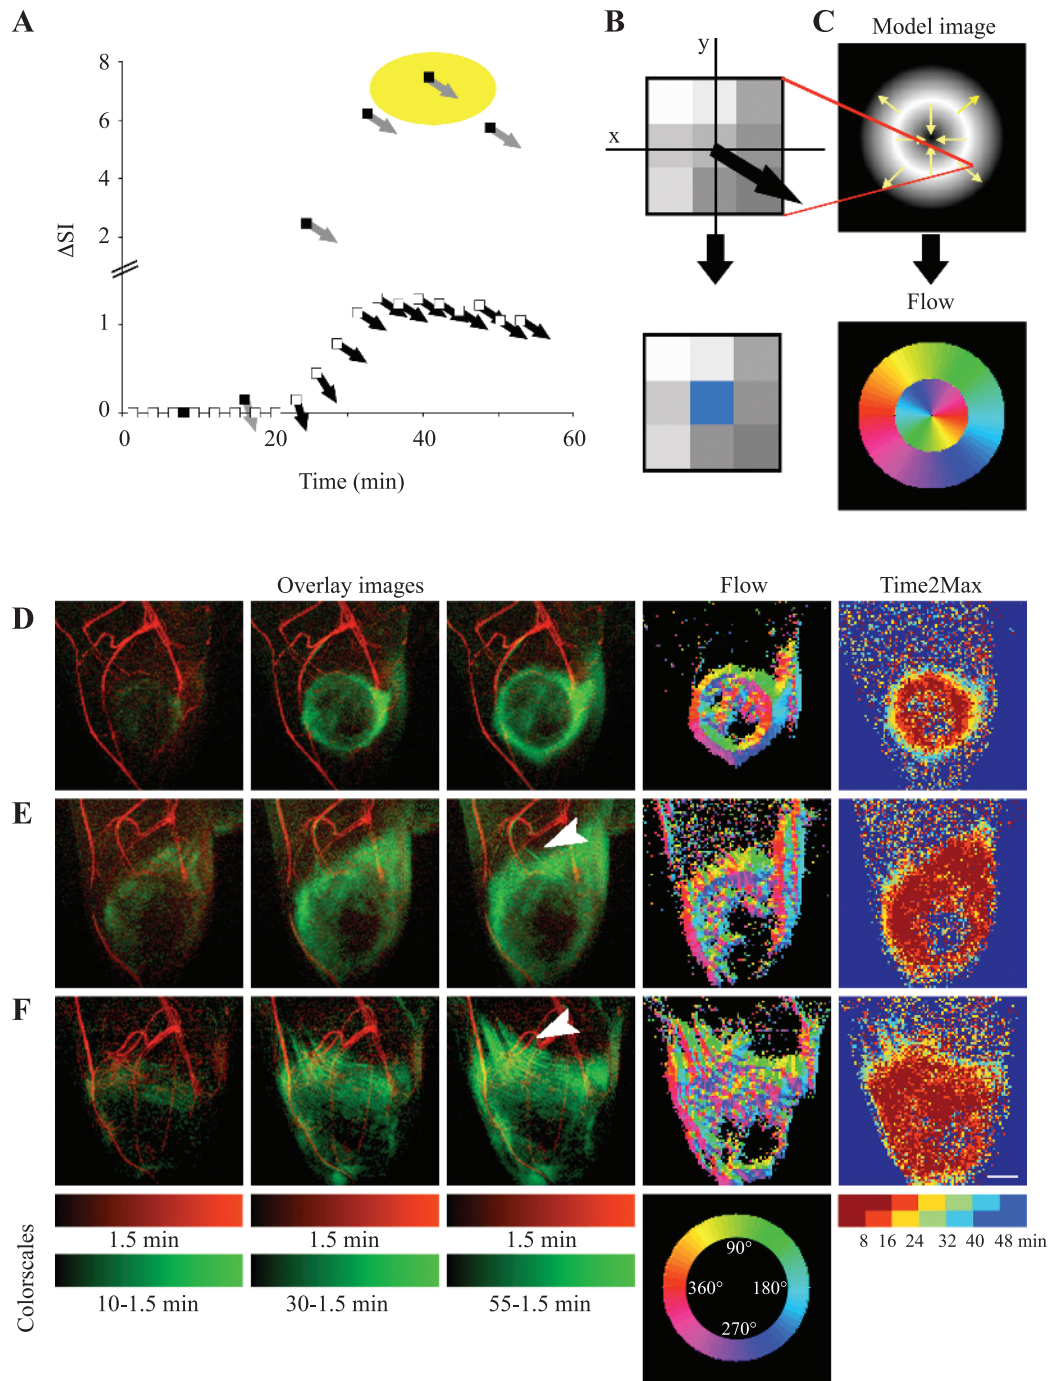 A
B
C
Model image
8
6
4
2
1
0
ΔSI
0
20
40
60
Time (min)
y
x
Flow
Overlay images
Flow
Time2Max
D
E
F
Colorscales
1.5 min
1.5 min
1.5 min
10-1.5 min
30-1.5 min
55-1.5 min
90°
360°
180°
270°
8 16 24 32 40 48 min